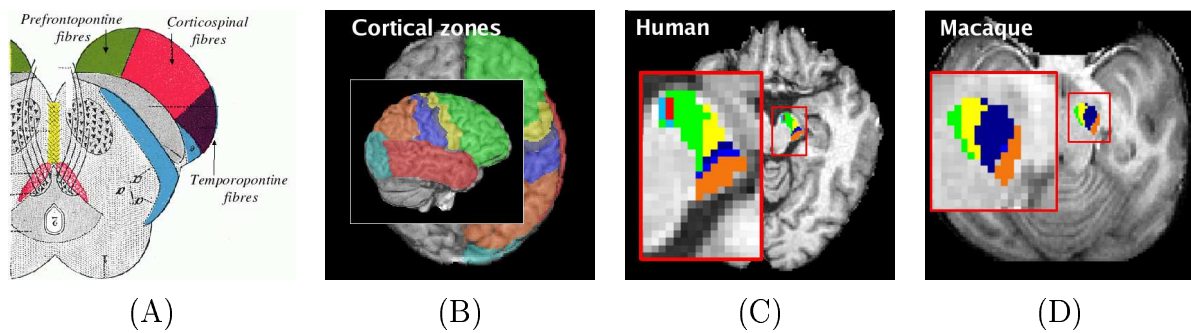 Prefrontopontine
fibres
Corticospinal
fibres
Temporopontine
fibres
Cortical zones
Human
Macaque
(A)
(B)
(C)
(D)